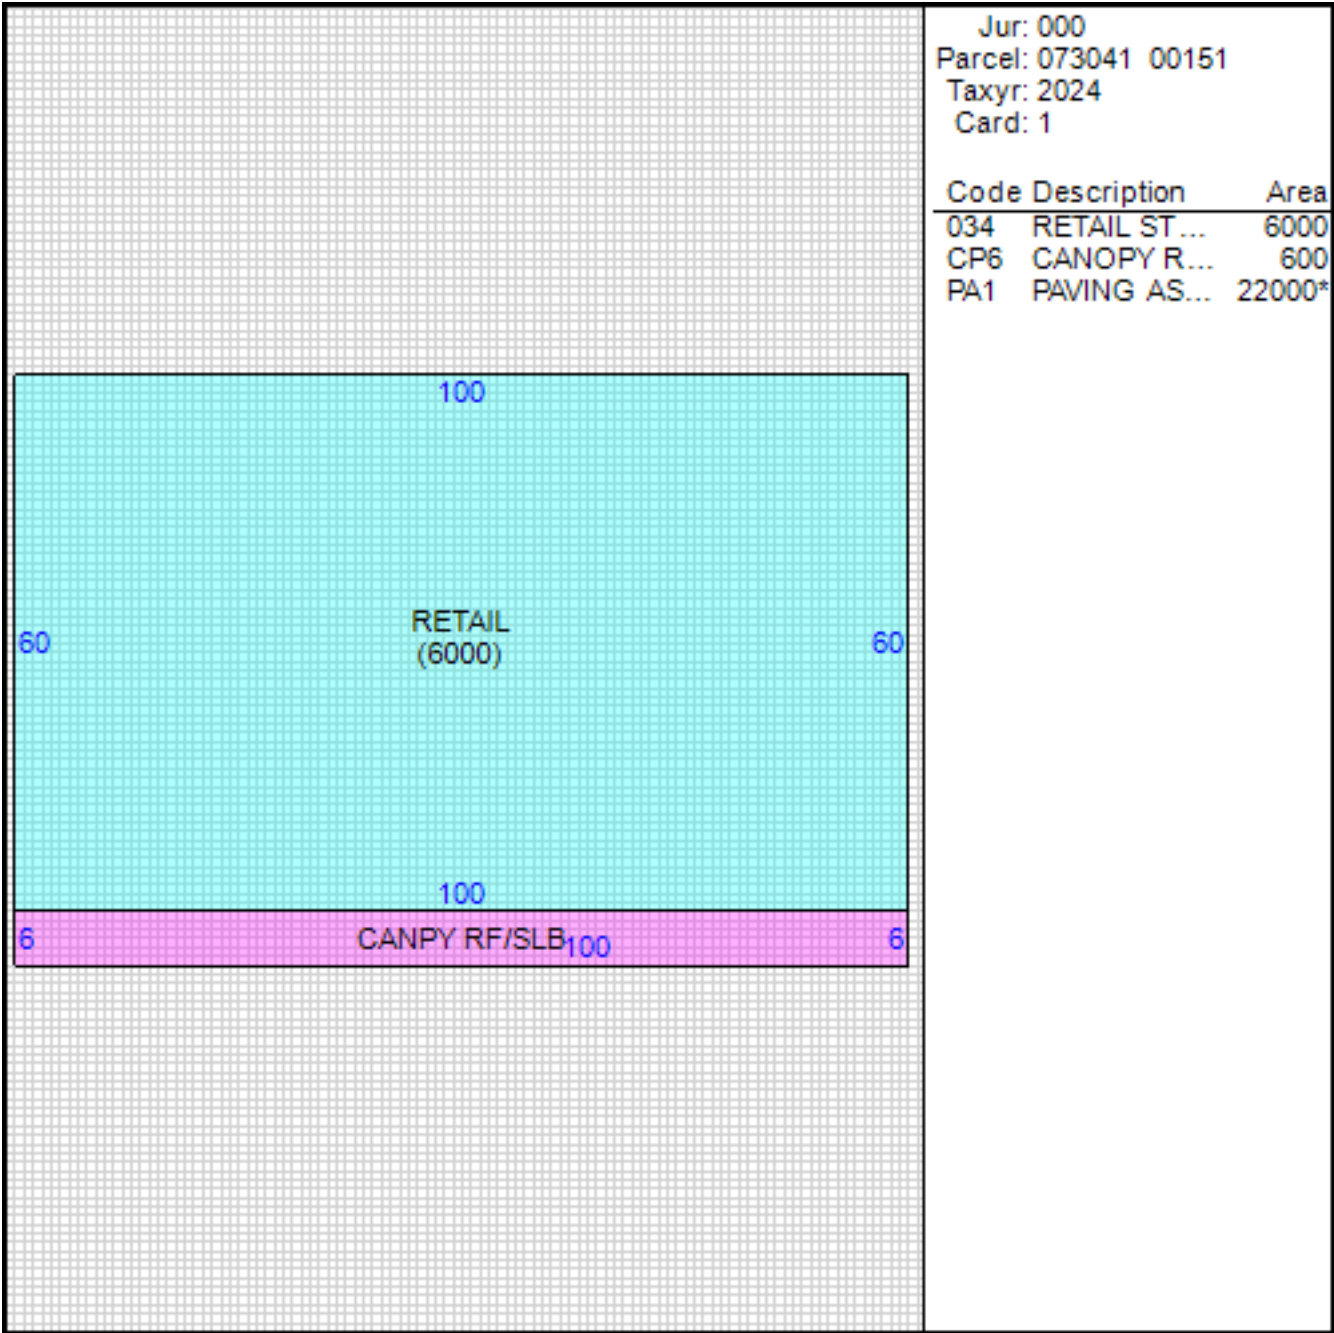 Jur: 000
Parcel: 073041 00151
Taxyr: 2024
Card: 1
Code Description Area
034 RETAIL ST... 6000
CP6 CANOPY R... 600
PA1 PAVING AS... 22000*
100
RETAIL
60 (6000) 60
100
6 CANPY RF/SLB 100 6